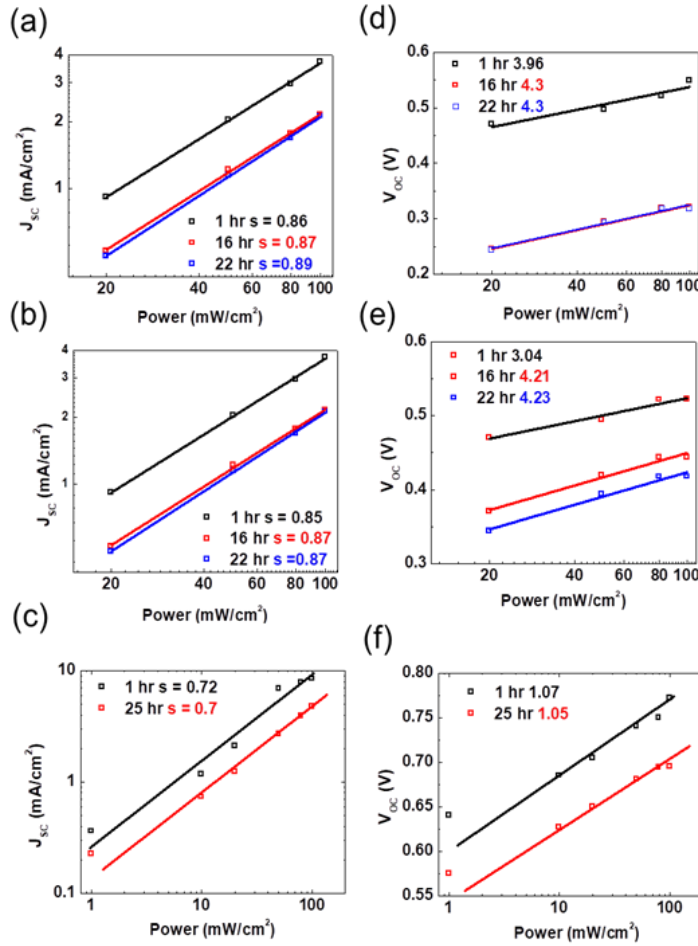 (a)
4
3
2
1
J_SC (mA/cm²)
1 hr s = 0.86
16 hr s = 0.87
22 hr s =0.89
20 40 60 80 100
Power (mW/cm²)
(d)
0.6
0.5
0.4
0.3
0.2
V_OC (V)
1 hr 3.96
16 hr 4.3
22 hr 4.3
20 40 60 80 100
Power (mW/cm²)
(b)
4
3
2
1
J_SC (mA/cm²)
1 hr s = 0.85
16 hr s = 0.87
22 hr s =0.87
20 40 60 80 100
Power (mW/cm²)
(e)
0.6
0.5
0.4
0.3
V_OC (V)
1 hr 3.04
16 hr 4.21
22 hr 4.23
20 40 60 80 100
Power (mW/cm²)
(c)
10
1
0.1
J_SC (mA/cm²)
1 hr s = 0.72
25 hr s = 0.7
1 10 100
Power (mW/cm²)
(f)
0.80
0.75
0.70
0.65
0.60
0.55
V_OC (V)
1 hr 1.07
25 hr 1.05
1 10 100
Power (mW/cm²)